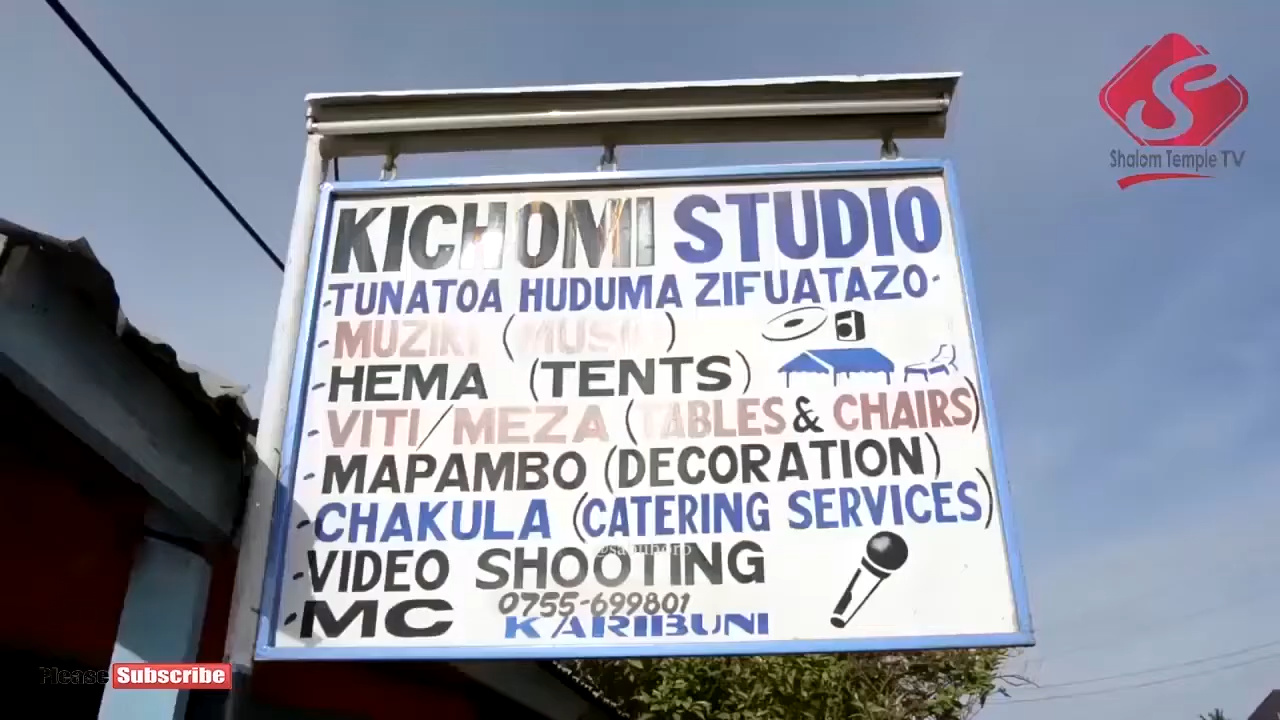 Shalom Temple TV
KICHOMI STUDIO
-TUNATOA HUDUMA ZIFUATAZO-
-MUZIKI (MUSIC)
-HEMA (TENTS)
-VITI/MEZA (TABLES & CHAIRS)
-MAPAMBO (DECORATION)
-CHAKULA (CATERING SERVICES)
-VIDEO SHOOTING
-MC 0755-699801
KARIBUNI
Please Subscribe